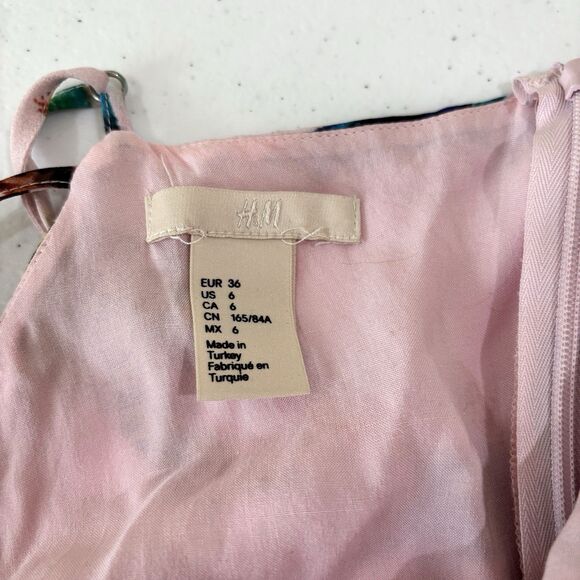 H&M
EUR 36
US 6
CA 6
CN 165/84A
MX 6
Made in
Turkey
Fabriqué en
Turquie